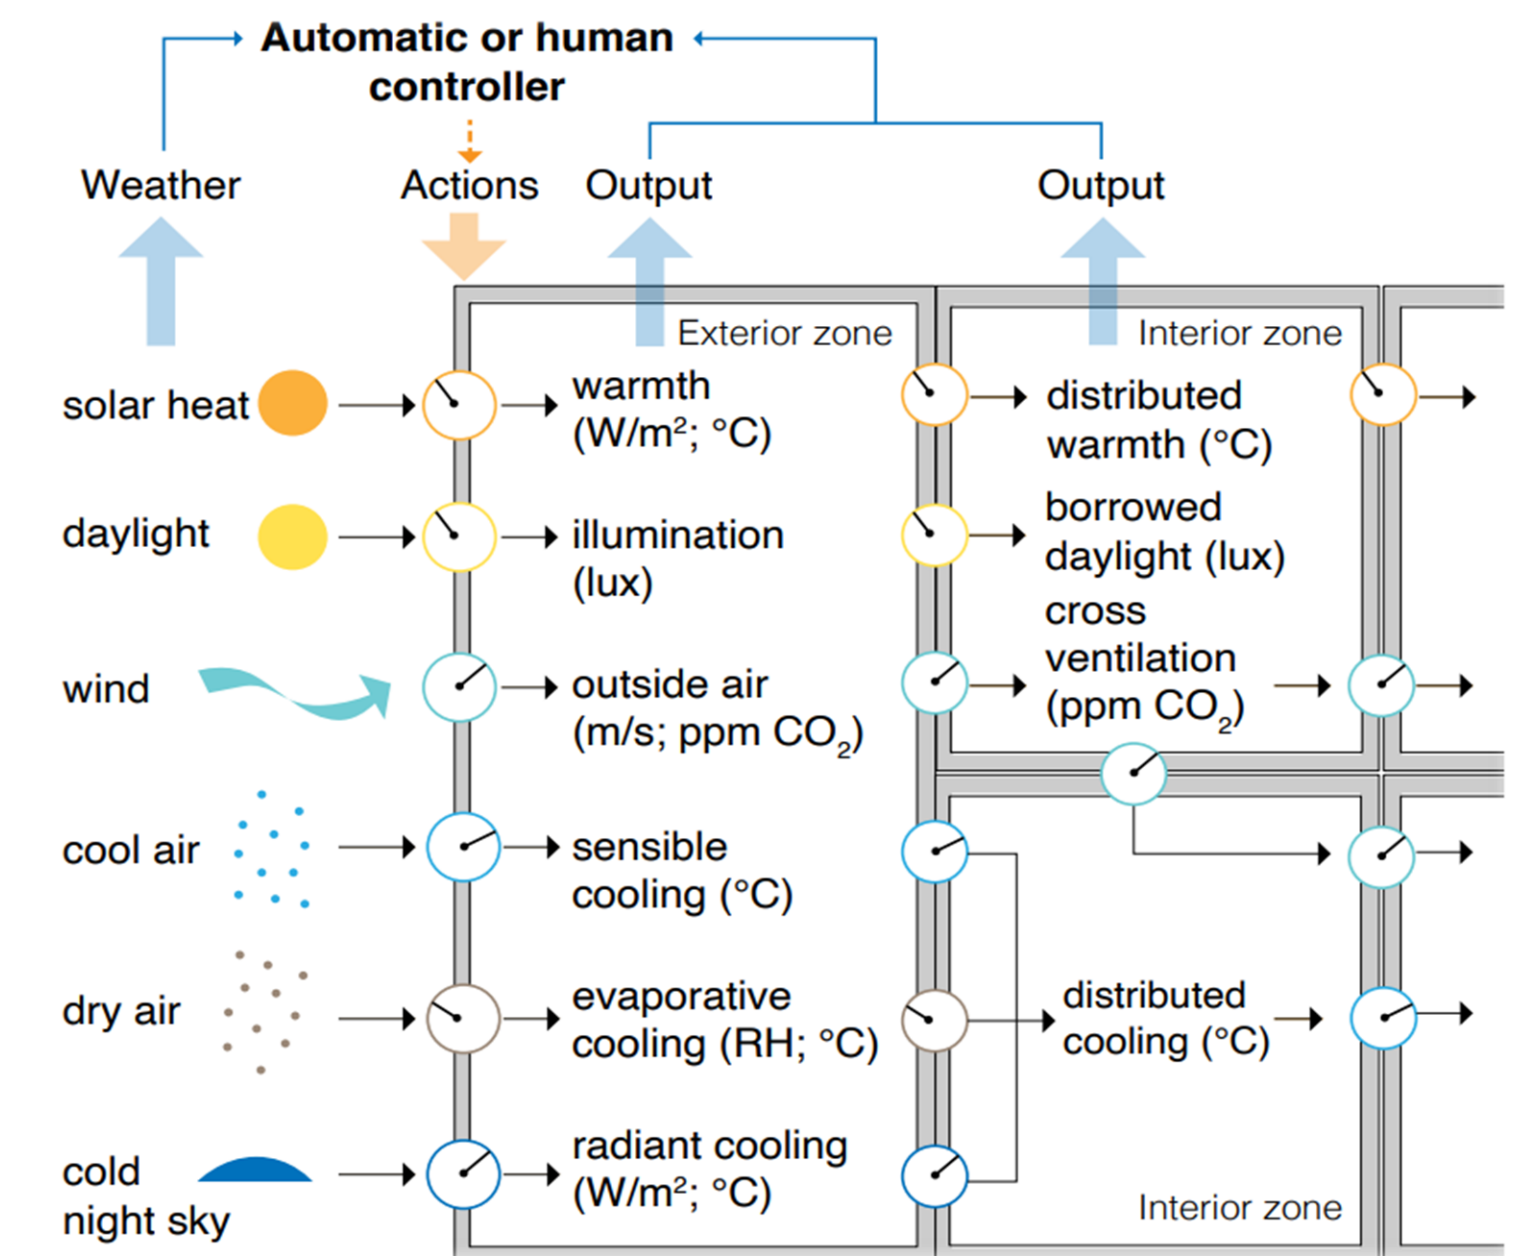 Automatic or human
controller
Weather
Actions
Output
Output
Exterior zone
Interior zone
solar heat
warmth
(W/m²; °C)
distributed
warmth (°C)
daylight
illumination
(lux)
borrowed
daylight (lux)
wind
outside air
(m/s; ppm CO₂)
cross
ventilation
(ppm CO₂)
cool air
sensible
cooling (°C)
dry air
evaporative
cooling (RH; °C)
distributed
cooling (°C)
cold
night sky
radiant cooling
(W/m²; °C)
Interior zone